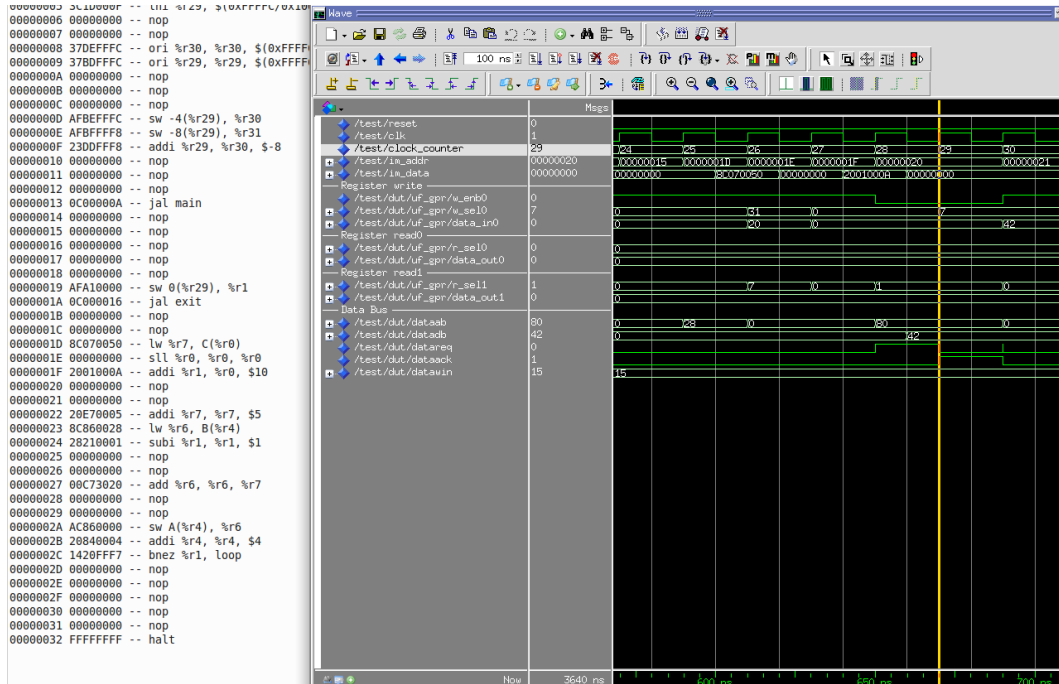 00000005 3C1D000F -- lhi %r29, $(0xFFFFC/0x10
00000006 00000000 -- nop
00000007 00000000 -- nop
00000008 37DEFFFC -- ori %r30, %r30, $(0xFFFF
00000009 37BDFFFC -- ori %r29, %r29, $(0xFFFF
0000000A 00000000 -- nop
0000000B 00000000 -- nop
0000000C 00000000 -- nop
0000000D AFBEFFFC -- sw -4(%r29), %r30
0000000E AFBFFFF8 -- sw -8(%r29), %r31
0000000F 23DDFFF8 -- addi %r29, %r30, $-8
00000010 00000000 -- nop
00000011 00000000 -- nop
00000012 00000000 -- nop
00000013 0C00000A -- jal main
00000014 00000000 -- nop
00000015 00000000 -- nop
00000017 00000000 -- nop
00000018 00000000 -- nop
00000019 AFA10000 -- sw 0(%r29), %r1
0000001A 0C000016 -- jal exit
0000001B 00000000 -- nop
0000001C 00000000 -- nop
0000001D 8C070050 -- lw %r7, C(%r0)
0000001E 00000000 -- sll %r0, %r0, %r0
0000001F 2001000A -- addi %r1, %r0, $10
00000020 00000000 -- nop
00000021 00000000 -- nop
00000022 20E70005 -- addi %r7, %r7, $5
00000023 8C860028 -- lw %r6, B(%r4)
00000024 28210001 -- subi %r1, %r1, $1
00000025 00000000 -- nop
00000026 00000000 -- nop
00000027 00C73020 -- add %r6, %r6, %r7
00000028 00000000 -- nop
00000029 00000000 -- nop
0000002A AC860000 -- sw A(%r4), %r6
0000002B 20840004 -- addi %r4, %r4, $4
0000002C 1420FFF7 -- bnez %r1, loop
0000002D 00000000 -- nop
0000002E 00000000 -- nop
0000002F 00000000 -- nop
00000030 00000000 -- nop
00000031 00000000 -- nop
00000032 FFFFFFFF -- halt
Wave
100 ns
Msgs
/test/reset 0
/test/clk 1
/test/clock_counter 29 24 25 26 27 28 29 30
/test/im_addr 00000020 00000015 0000001D 0000001E 0000001F 00000020 00000021
/test/im_data 00000000 00000000 8C070050 00000000 2001000A 00000000
Register write
/test/dut/uf_gpr/w_enb0 0
/test/dut/uf_gpr/w_sel0 7 0 31 0 7
/test/dut/uf_gpr/data_in0 0 0 20 0 42
Register read0
/test/dut/uf_gpr/r_sel0 0 0
/test/dut/uf_gpr/data_out0 0 0
Register read1
/test/dut/uf_gpr/r_sel1 1 0 7 0 1 0
/test/dut/uf_gpr/data_out1 0 0
Data Bus
/test/dut/dataab 80 0 28 0 80 0
/test/dut/datadb 42 0 42
/test/dut/datareq 0
/test/dut/dataack 1
/test/dut/datawin 15 15
Now 3640 ns 600 ns 650 ns 700 ns